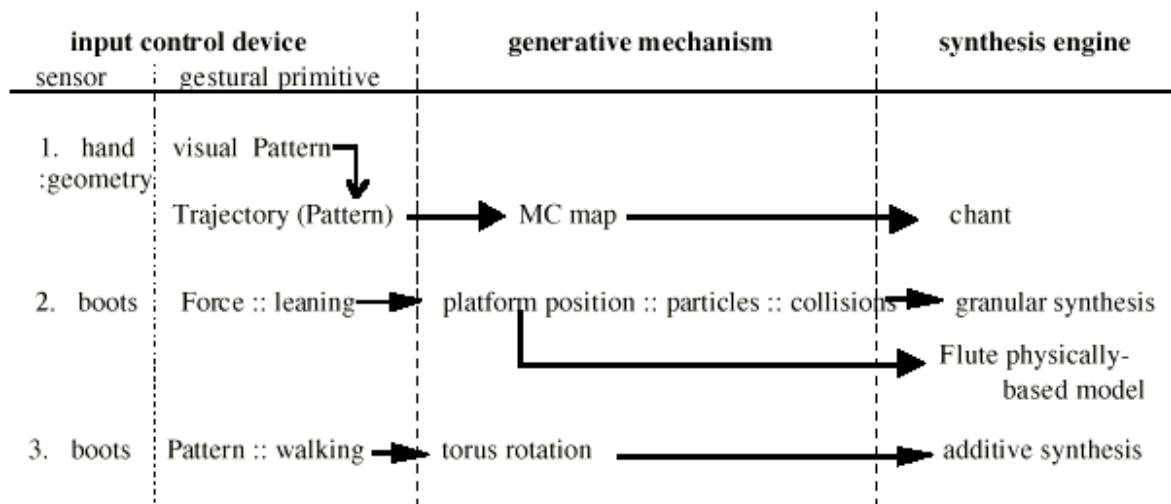 input control device generative mechanism synthesis engine
sensor gestural primitive
1. hand visual Pattern
:geometry
Trajectory (Pattern) MC map chant
2. boots Force :: leaning platform position :: particles :: collisions granular synthesis
Flute physically-
based model
3. boots Pattern :: walking torus rotation additive synthesis